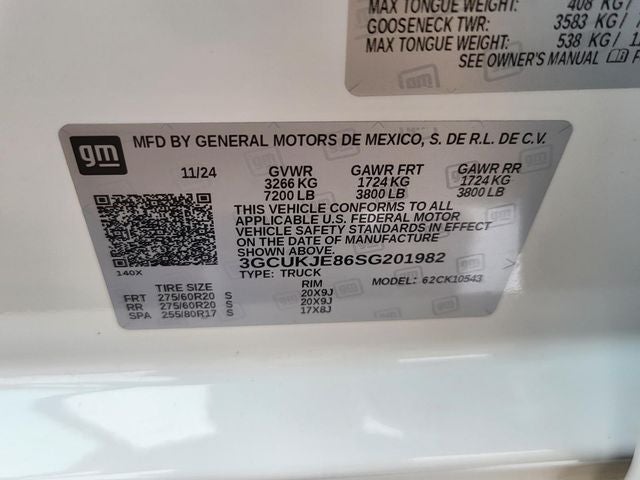 MAX TONGUE WEIGHT: 408 KG /
GOOSENECK TWR: 3583 KG /
MAX TONGUE WEIGHT: 538 KG /
SEE OWNER'S MANUAL
gm
MFD BY GENERAL MOTORS DE MEXICO, S. DE R.L. DE C.V.
11/24 GVWR GAWR FRT GAWR RR
3266 KG 1724 KG 1724 KG
7200 LB 3800 LB 3800 LB
THIS VEHICLE CONFORMS TO ALL
APPLICABLE U.S. FEDERAL MOTOR
VEHICLE SAFETY STANDARDS IN EFFECT
ON THE DATE OF MANUFACTURE
SHOWN ABOVE.
3GCUKJE86SG201982
140X
TYPE: TRUCK MODEL: 62CK10543
TIRE SIZE RIM
FRT 275/60R20 S 20X9J
RR 275/60R20 S 20X9J
SPA 255/80R17 S 17X8J